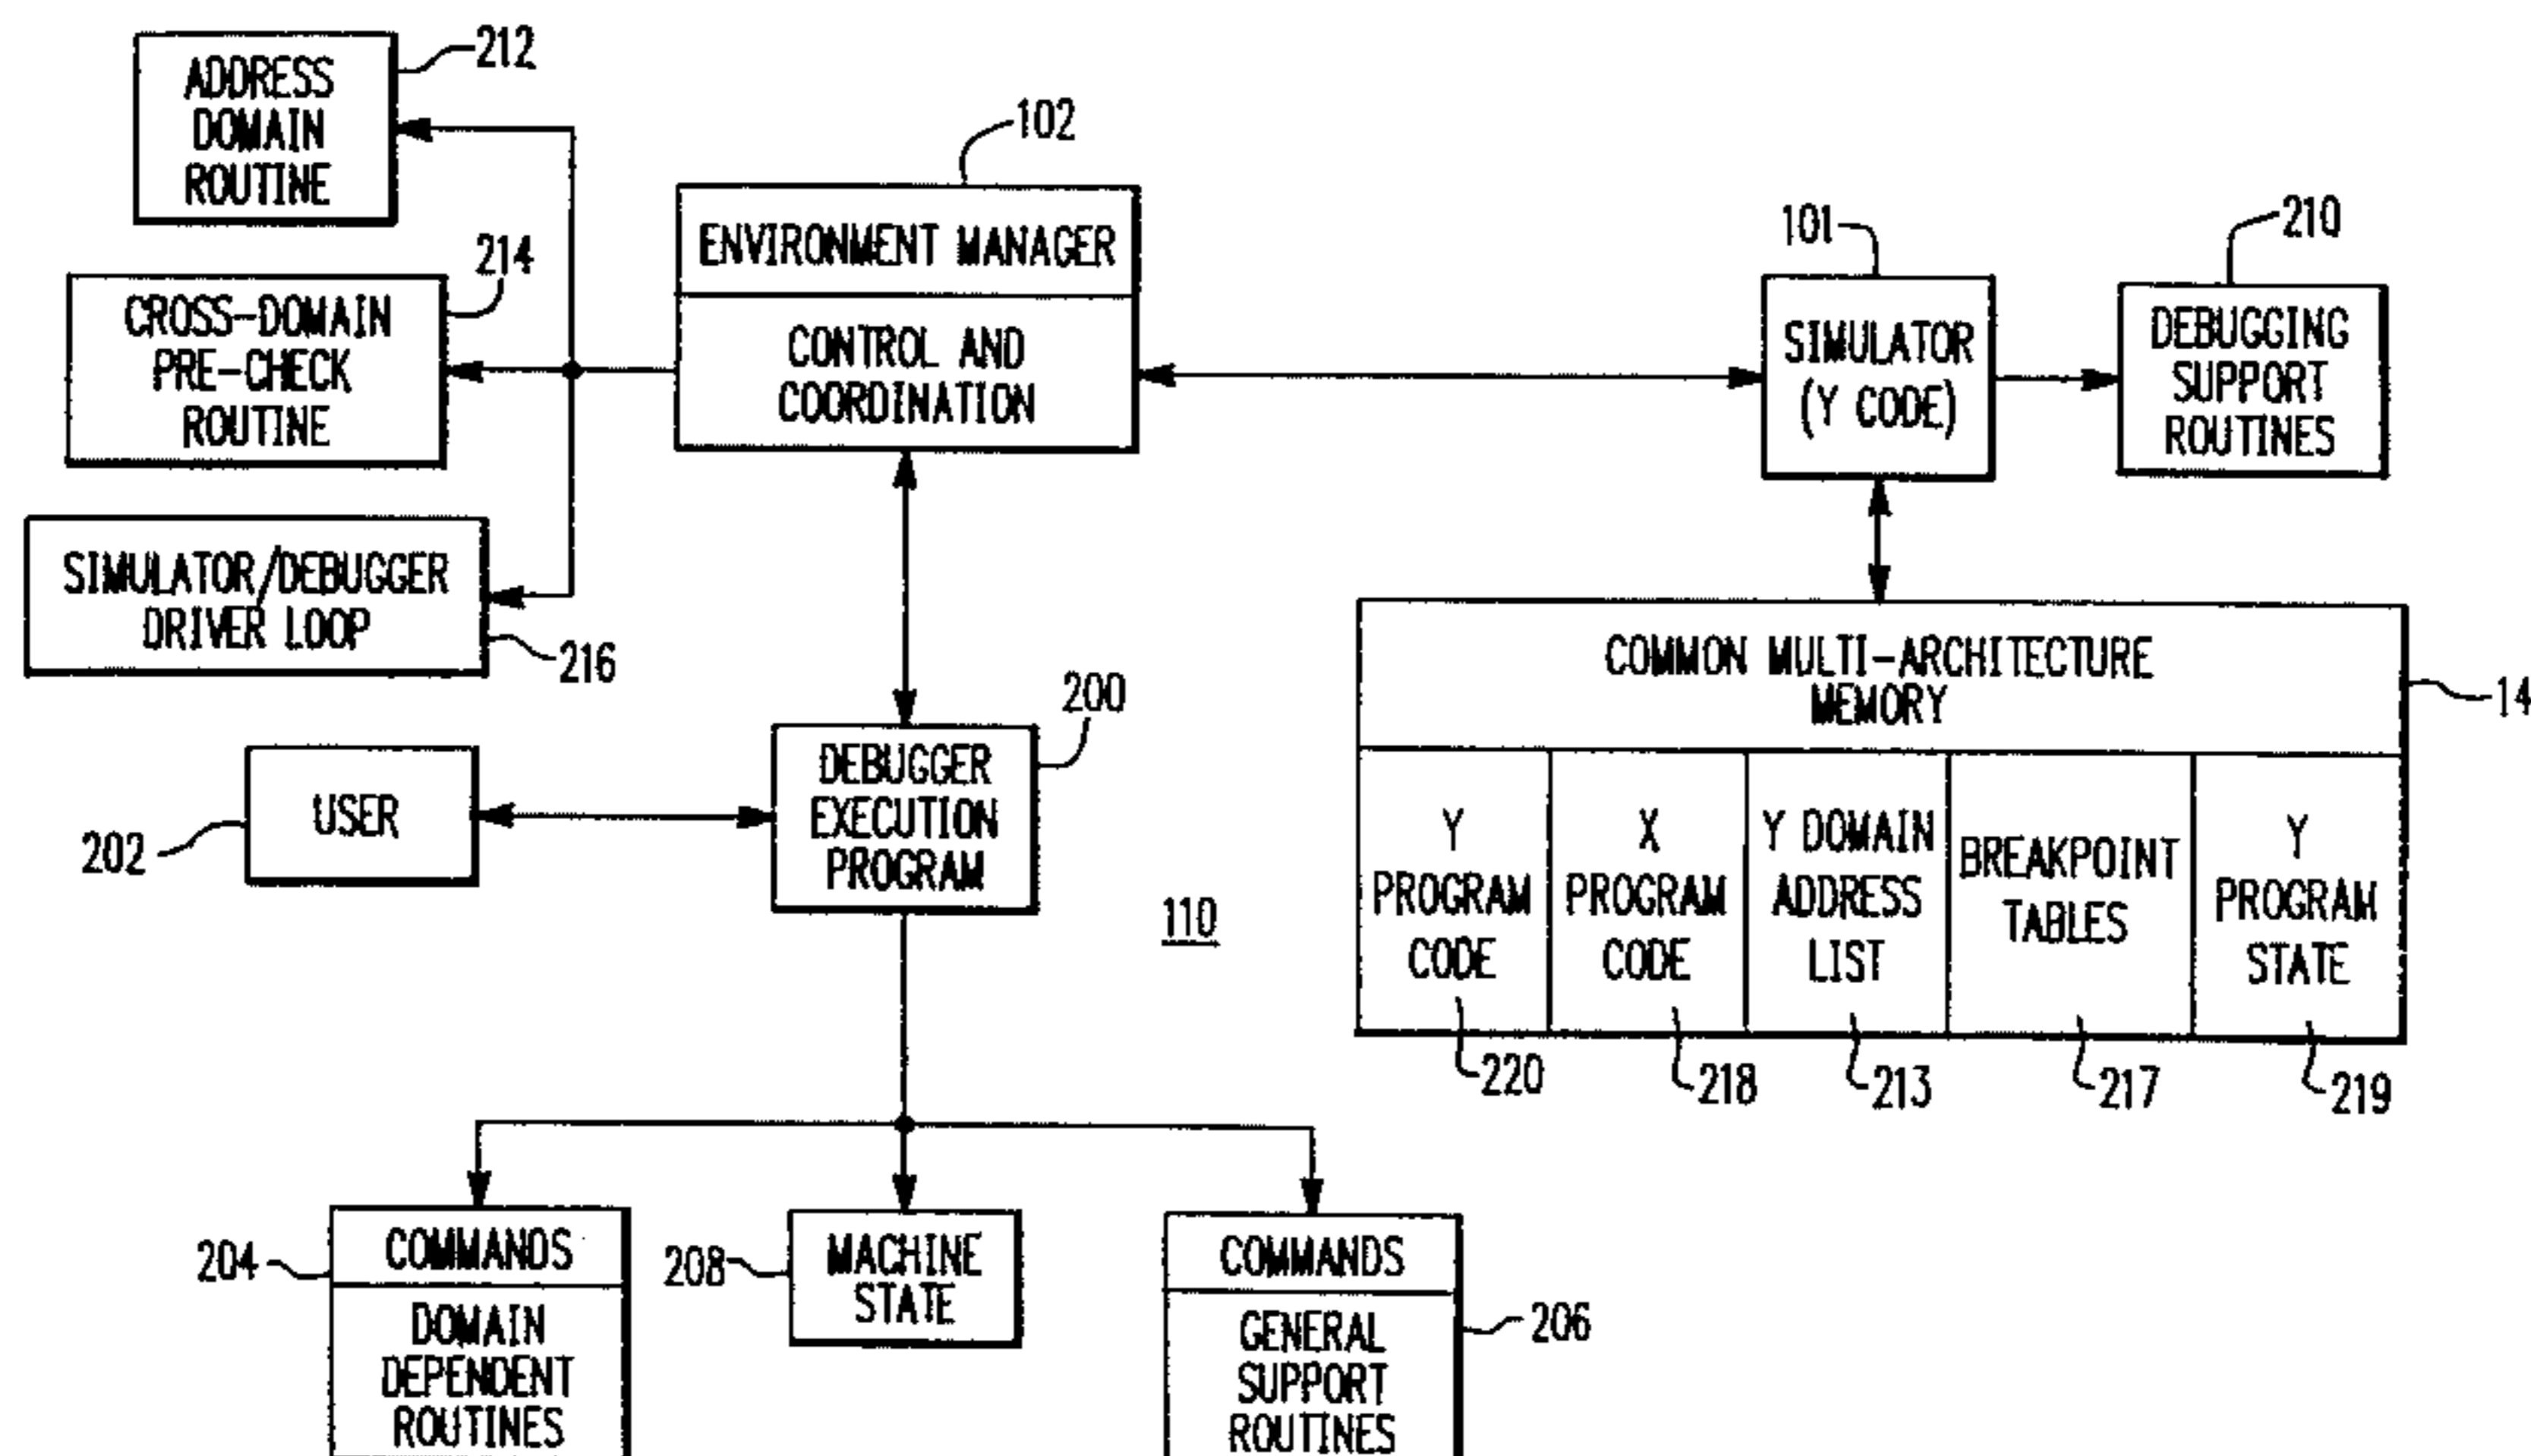 212
ADDRESS
DOMAIN
ROUTINE
102
ENVIRONMENT MANAGER
CONTROL AND
COORDINATION
214
CROSS-DOMAIN
PRE-CHECK
ROUTINE
SIMULATOR/DEBUGGER
DRIVER LOOP
216
101
SIMULATOR
(Y CODE)
210
DEBUGGING
SUPPORT
ROUTINES
COMMON MULTI-ARCHITECTURE
MEMORY
14
Y
PROGRAM
CODE
220
X
PROGRAM
CODE
218
Y DOMAIN
ADDRESS
LIST
213
BREAKPOINT
TABLES
217
Y
PROGRAM
STATE
219
200
DEBUGGER
EXECUTION
PROGRAM
USER
202
110
204
COMMANDS
DOMAIN
DEPENDENT
ROUTINES
208
MACHINE
STATE
COMMANDS
GENERAL
SUPPORT
ROUTINES
206